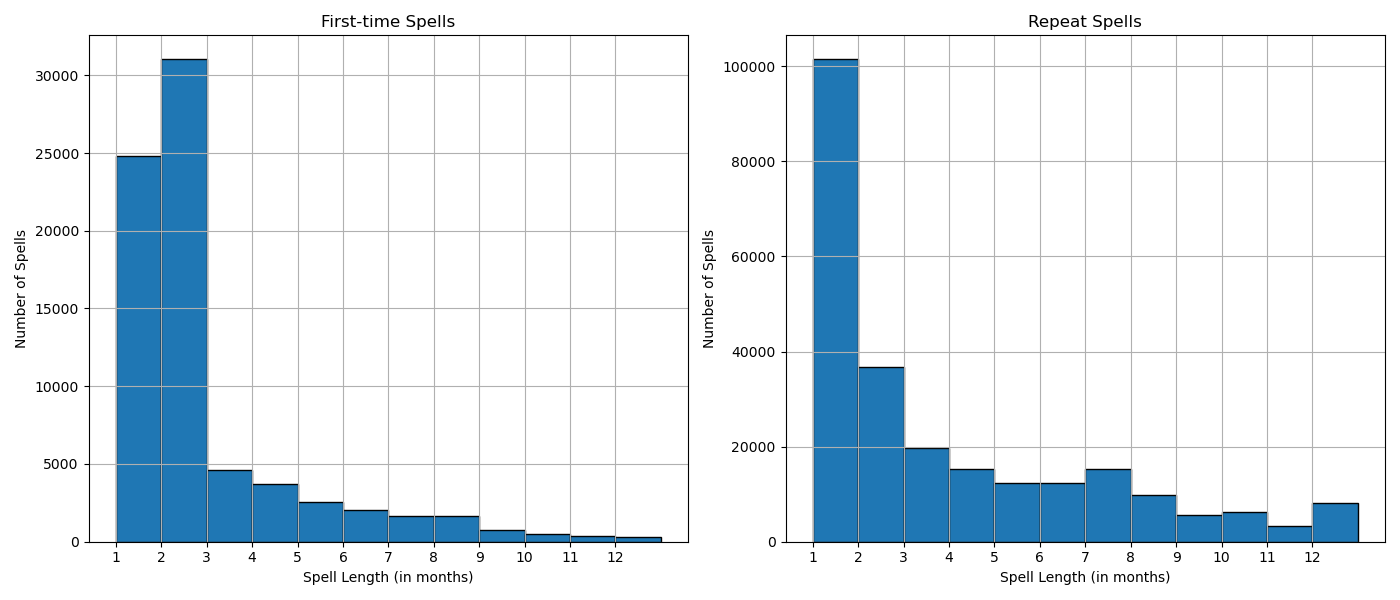 First-time Spells
Number of Spells
30000
25000
20000
15000
10000
5000
0
1 2 3 4 5 6 7 8 9 10 11 12
Spell Length (in months)
Repeat Spells
Number of Spells
100000
80000
60000
40000
20000
0
1 2 3 4 5 6 7 8 9 10 11 12
Spell Length (in months)